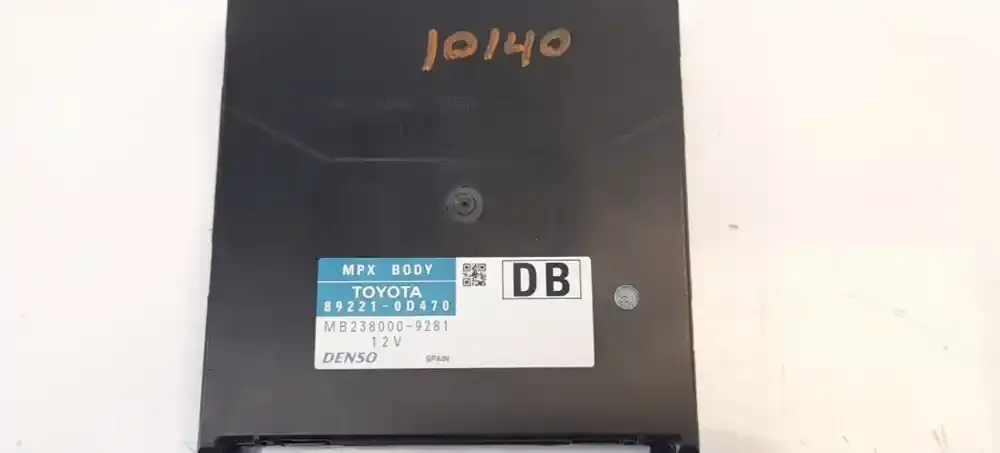 10140
MPX BODY
DB
TOYOTA
89221-0D470
MB238000-9281
12V
DENSO
SPAIN